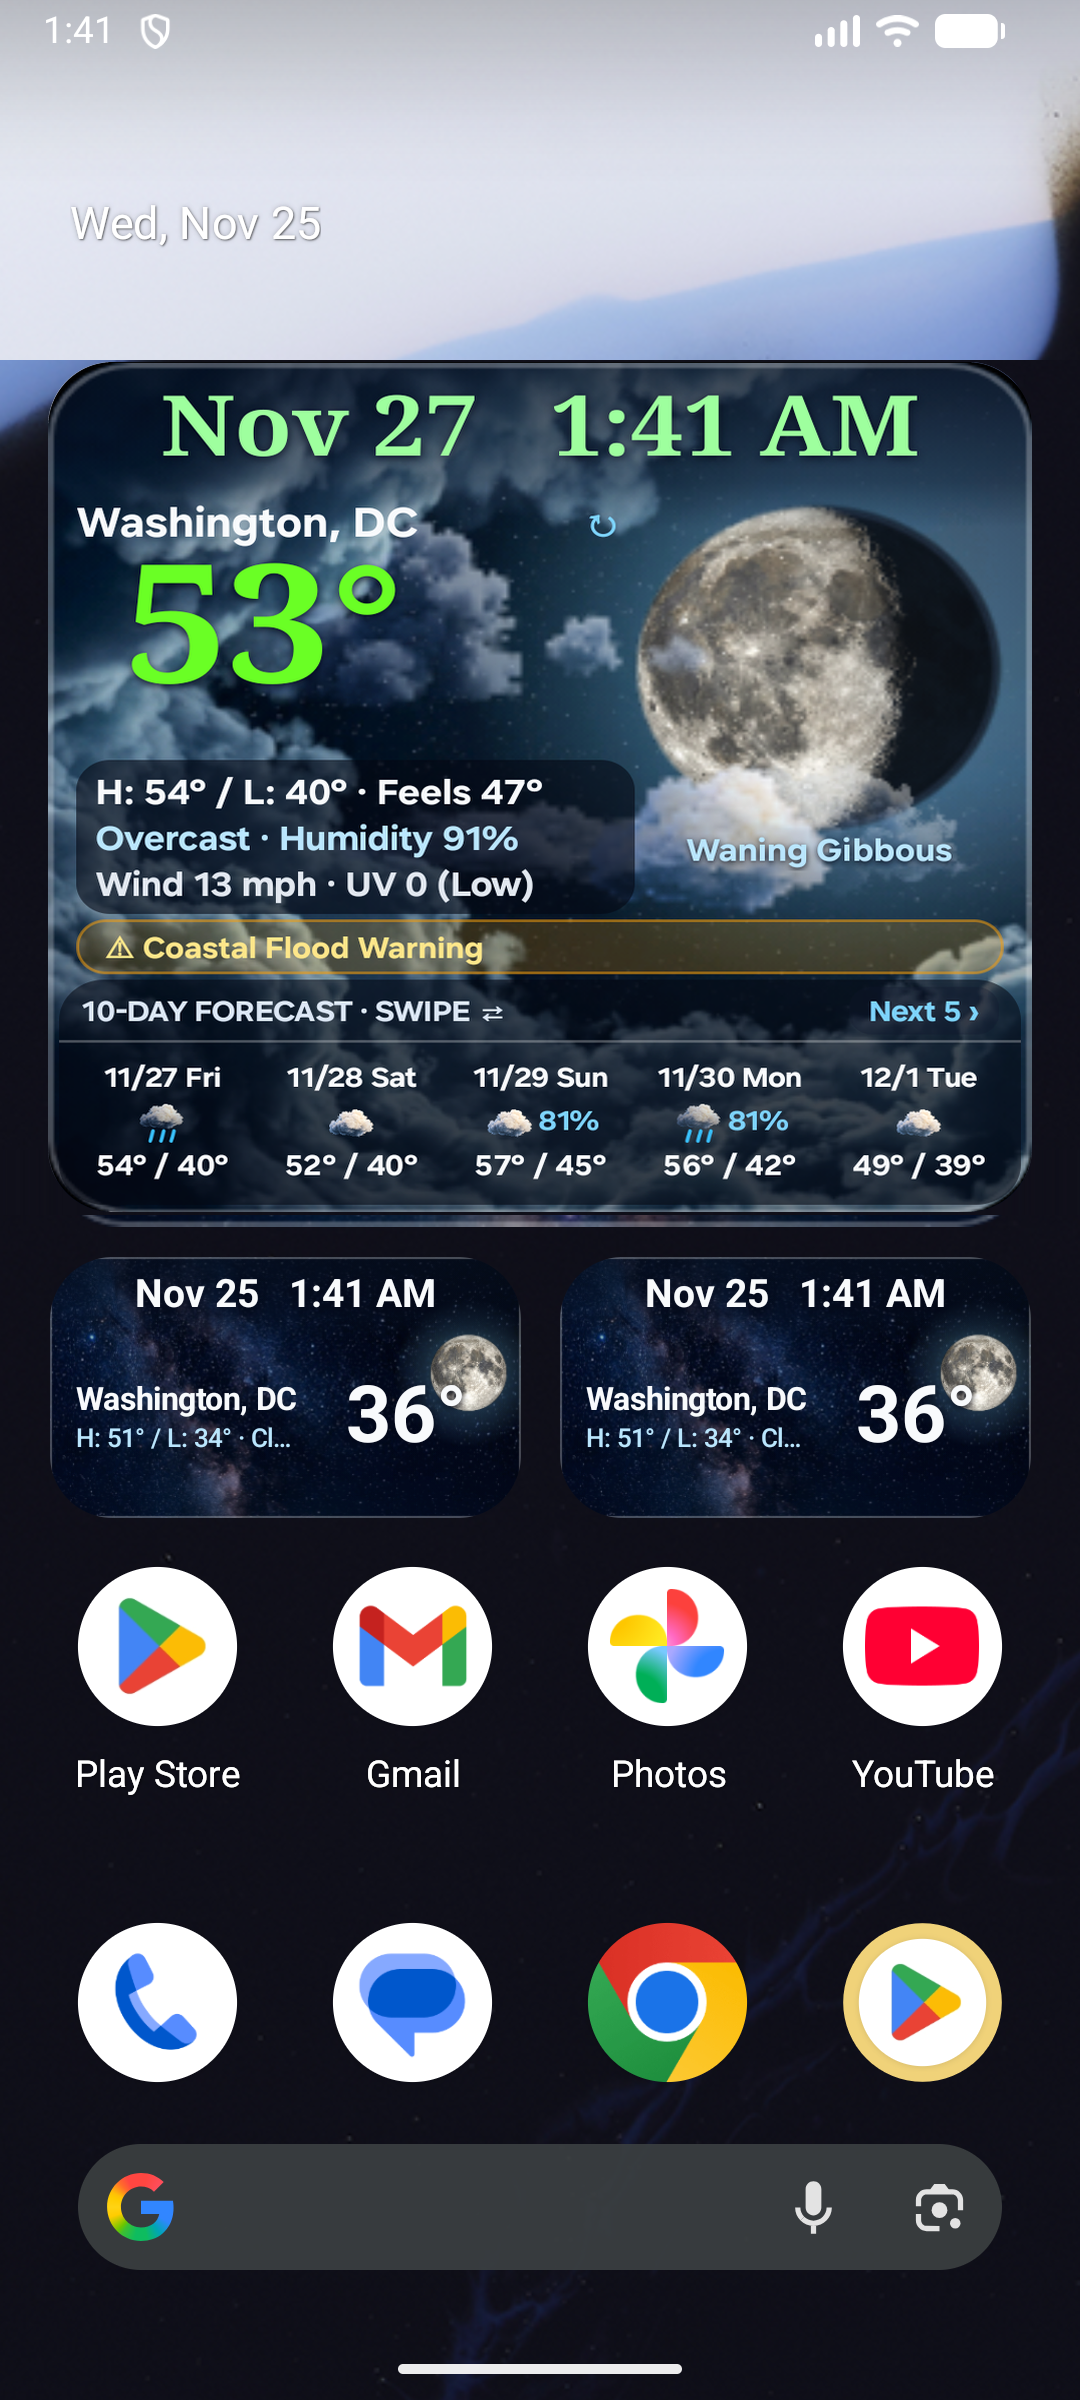 1:41
Wed, Nov 25
Nov 27 1:41 AM
Washington, DC ↻
53°
H: 54° / L: 40° · Feels 47°
Overcast · Humidity 91%
Wind 13 mph · UV 0 (Low)
Waning Gibbous
⚠ Coastal Flood Warning
10-DAY FORECAST · SWIPE ⇄ Next 5 ›
11/27 Fri 11/28 Sat 11/29 Sun 11/30 Mon 12/1 Tue
81% 81%
54° / 40° 52° / 40° 57° / 45° 56° / 42° 49° / 39°
Nov 25 1:41 AM
Washington, DC 36°
H: 51° / L: 34° · Cl...
Nov 25 1:41 AM
Washington, DC 36°
H: 51° / L: 34° · Cl...
Play Store Gmail Photos YouTube